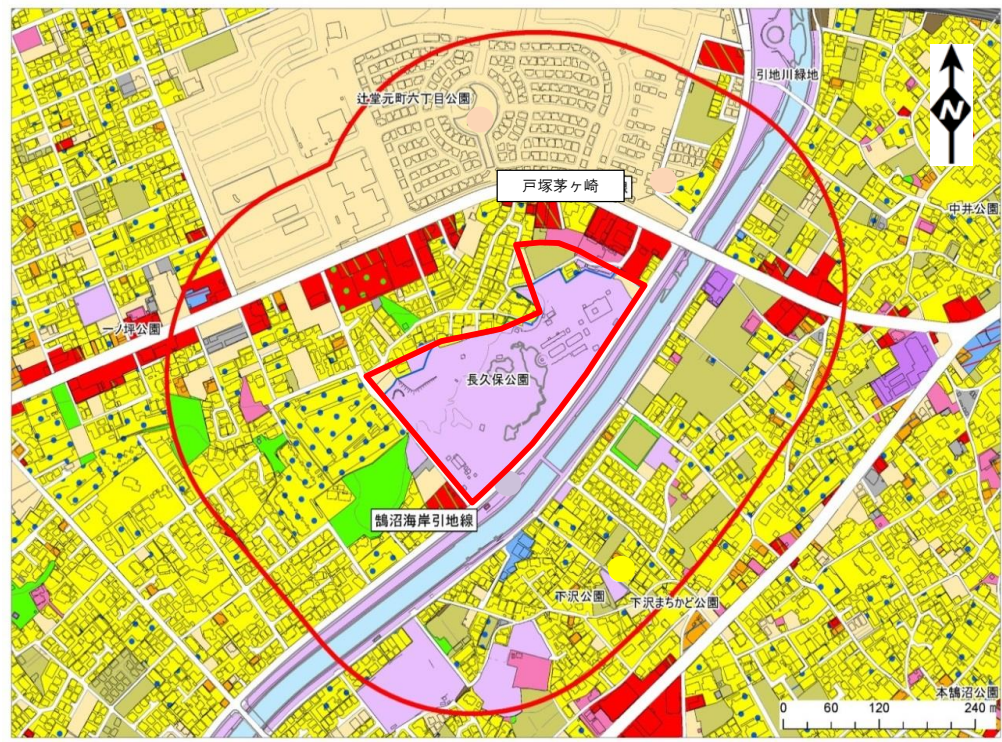 引地川緑地
N
辻堂元町六丁目公園
戸塚茅ヶ崎
中井公園
一ノ坪公園
長久保公園
鵠沼海岸引地線
下沢公園
下沢まちかど公園
本鵠沼公園
0 60 120 240 m